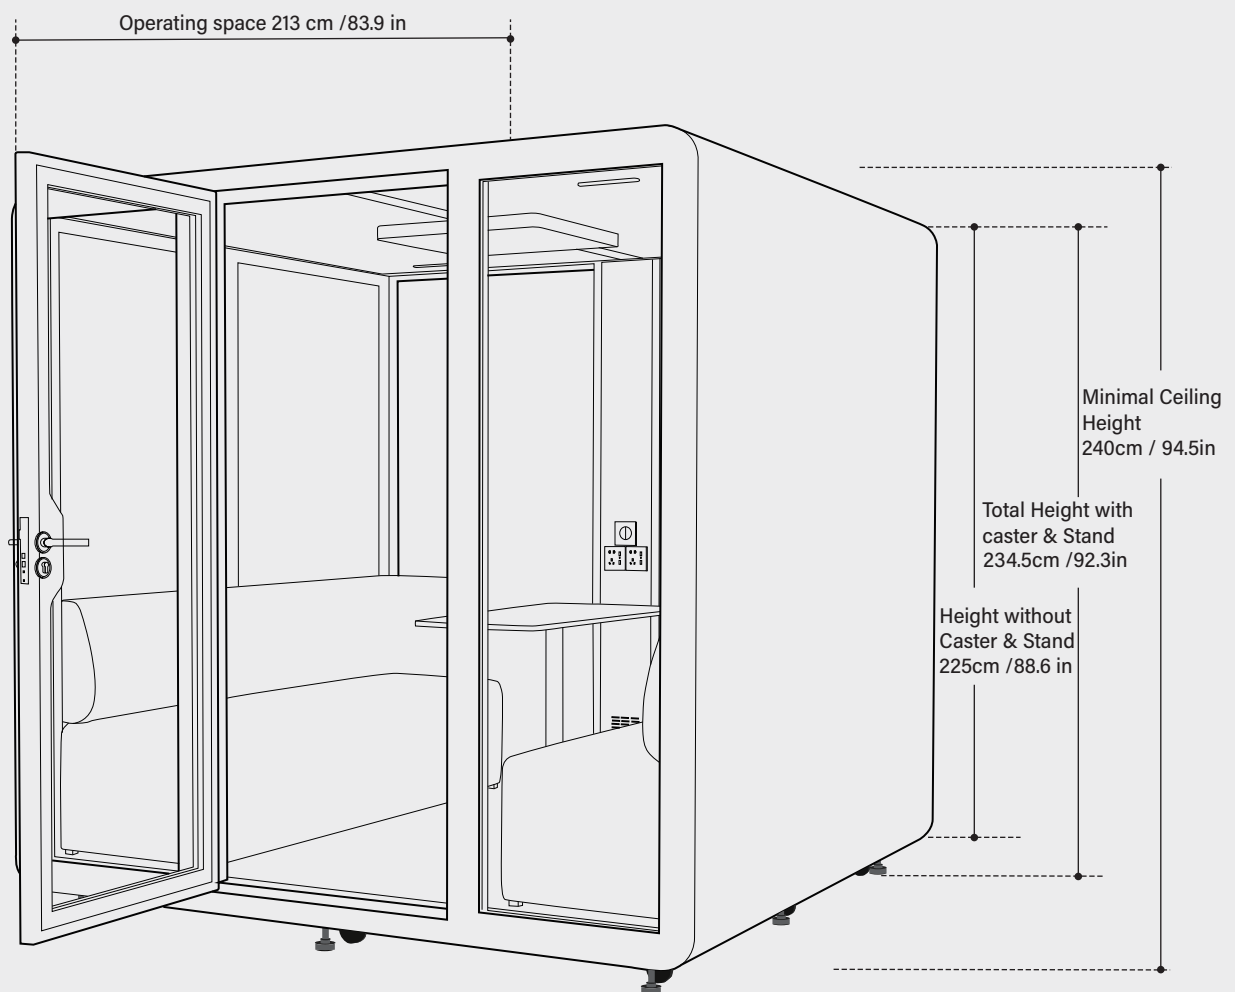 Operating space 213 cm /83.9 in
Minimal Ceiling
Height
240cm / 94.5in
Total Height with
caster & Stand
234.5cm /92.3in
Height without
Caster & Stand
225cm /88.6 in